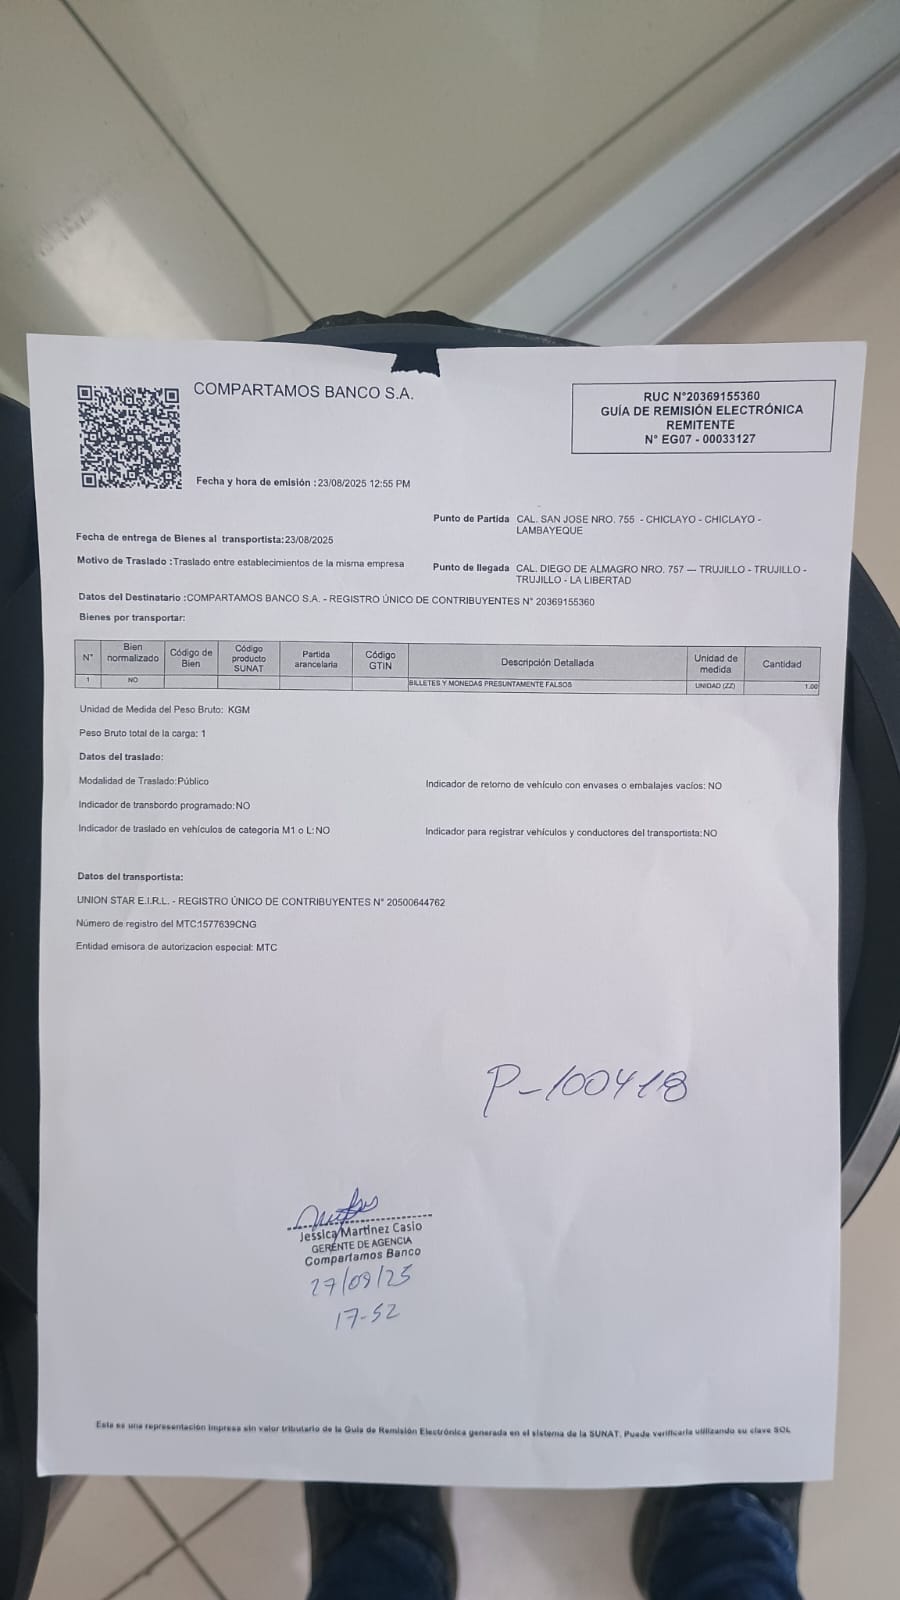 COMPARTAMOS BANCO S.A.
RUC N°20369155360
GUÍA DE REMISIÓN ELECTRÓNICA
REMITENTE
N° EG07 - 00033127
Fecha y hora de emisión :23/08/2025 12:55 PM
Punto de Partida CAL. SAN JOSE NRO. 755 - CHICLAYO - CHICLAYO -
LAMBAYEQUE
Fecha de entrega de Bienes al transportista:23/08/2025
Motivo de Traslado :Traslado entre establecimientos de la misma empresa
Punto de llegada CAL. DIEGO DE ALMAGRO NRO. 757 — TRUJILLO - TRUJILLO -
TRUJILLO - LA LIBERTAD
Datos del Destinatario :COMPARTAMOS BANCO S.A. - REGISTRO ÚNICO DE CONTRIBUYENTES N° 20369155360
Bienes por transportar:
N° Bien normalizado Código de Bien Código producto SUNAT Partida arancelaria Código GTIN Descripción Detallada Unidad de medida Cantidad
1 NO BILLETES Y MONEDAS PRESUNTAMENTE FALSOS UNIDAD (ZZ) 1.00
Unidad de Medida del Peso Bruto: KGM
Peso Bruto total de la carga: 1
Datos del traslado:
Modalidad de Traslado:Público
Indicador de retorno de vehículo con envases o embalajes vacíos: NO
Indicador de transbordo programado:NO
Indicador de traslado en vehículos de categoría M1 o L:NO
Indicador para registrar vehículos y conductores del transportista:NO
Datos del transportista:
UNION STAR E.I.R.L. - REGISTRO ÚNICO DE CONTRIBUYENTES N° 20500644762
Número de registro del MTC:1577639CNG
Entidad emisora de autorizacion especial: MTC
P-100418
Jessica Martínez Casio
GERENTE DE AGENCIA
Compartamos Banco
27/09/25
17-52
Esta es una representación impresa sin valor tributario de la Guía de Remisión Electrónica generada en el sistema de la SUNAT. Puede verificarla utilizando su clave SOL